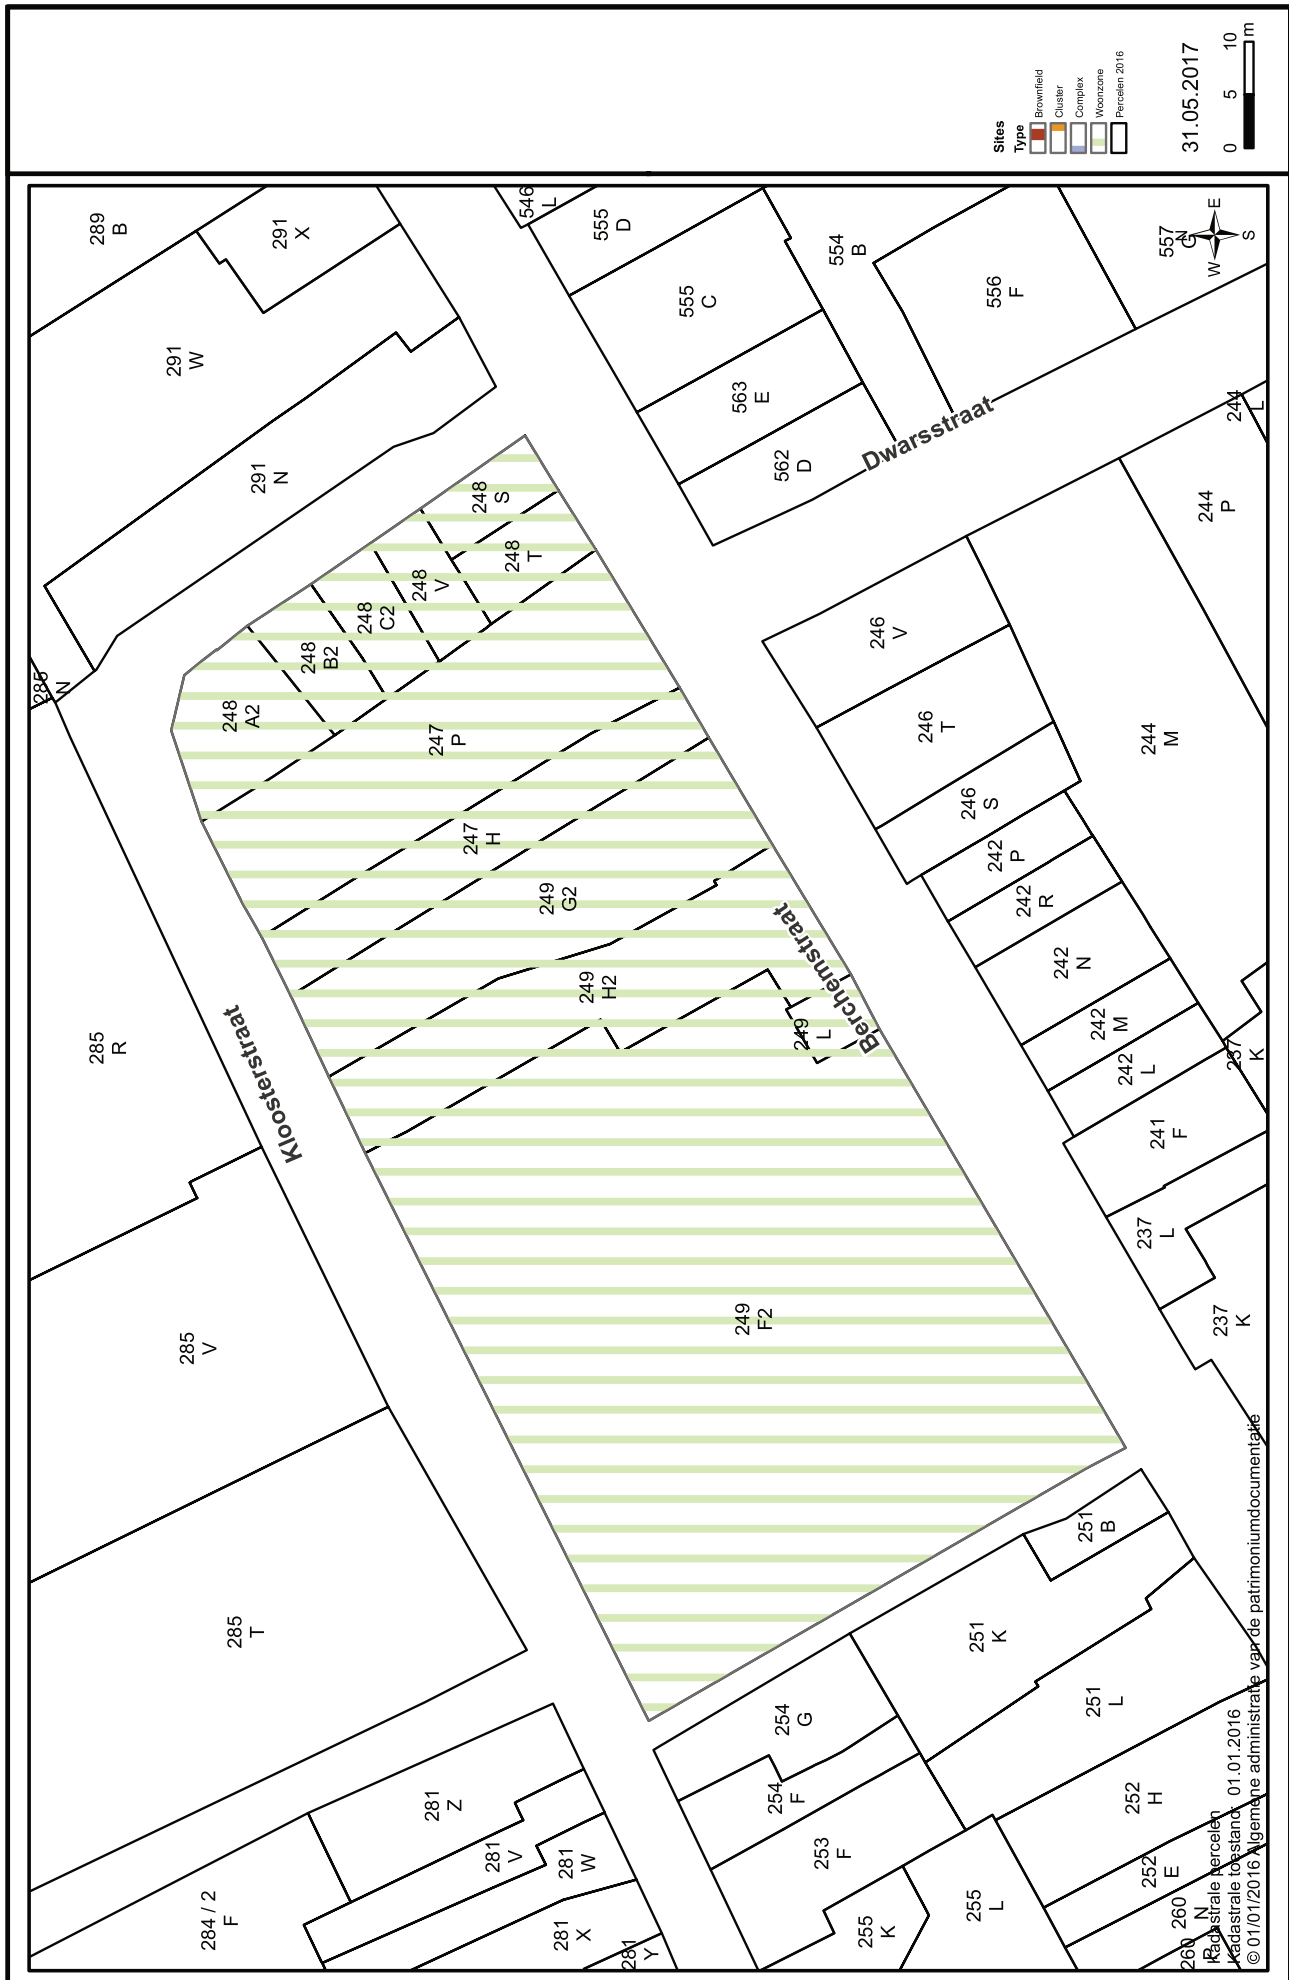 289
B
291
X
291
W
291
N
285
N
285
R
285
V
285
T
284 / 2
F
281
Z
281
V
281
W
281
X
281
Y
546
L
555
D
555
C
554
B
563
E
562
D
556
F
557
G
248
S
248
T
248
V
248
C2
248
B2
248
A2
247
P
247
H
249
G2
249
H2
249
L
249
F2
Kloosterstraat
Berchemstraat
Dwarsstraat
244
L
244
P
244
M
246
V
246
T
246
S
242
P
242
R
242
N
242
M
242
L
241
F
237
K
237
L
237
K
251
B
251
K
251
L
254
G
254
F
253
F
255
K
255
L
252
H
252
E
260
N
260
P
Kadastrale percelen
Kadastrale toestand: 01.01.2016
© 01/01/2016 Algemene administratie van de patrimoniumdocumentatie
N
W
E
S
Sites
Type
Brownfield
Cluster
Complex
Woonzone
Percelen 2016
31.05.2017
0 5 10
m